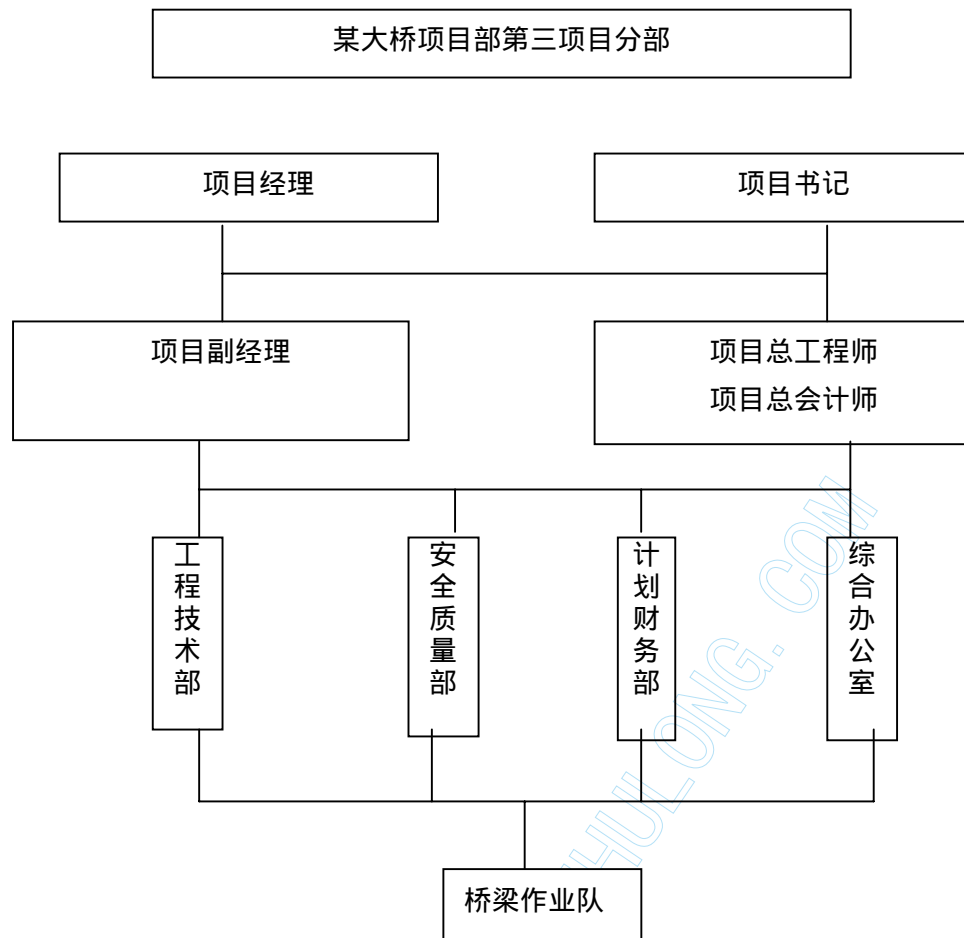 某大桥项目部第三项目分部
项目经理
项目书记
项目副经理
项目总工程师
项目总会计师
工程技术部
安全质量部
计划财务部
综合办公室
桥梁作业队
HULONG. COM